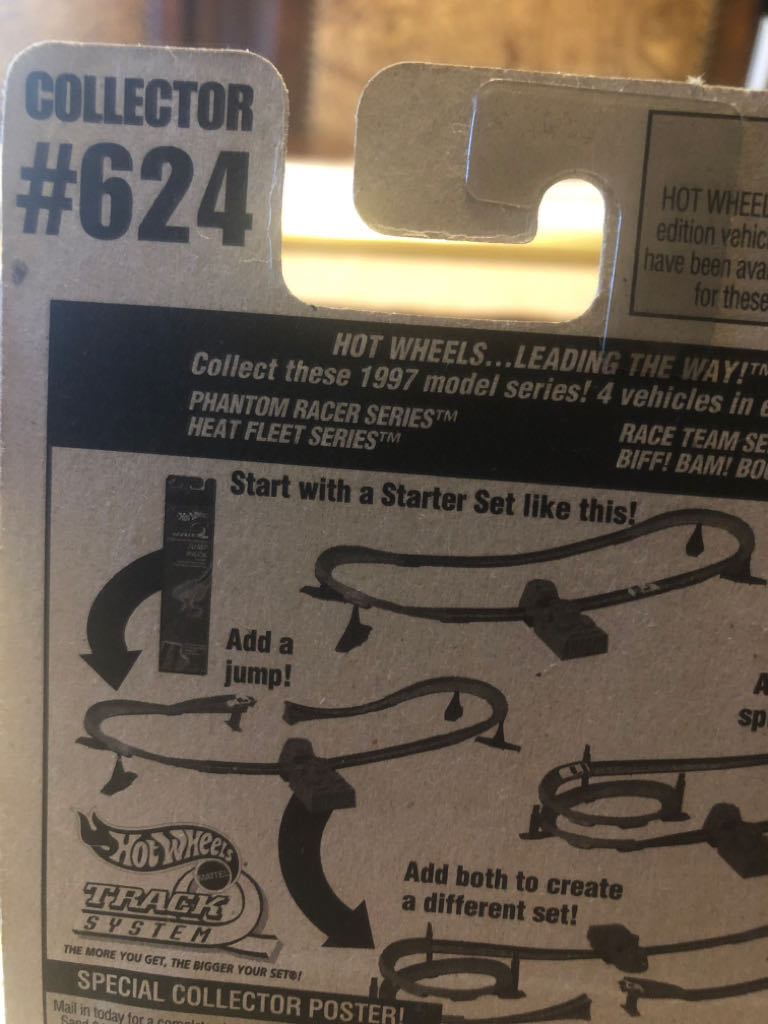 COLLECTOR
#624
HOT WHEEL
edition vehic
have been ava
for these
HOT WHEELS...LEADING THE WAY!™
Collect these 1997 model series! 4 vehicles in e
PHANTOM RACER SERIES™
HEAT FLEET SERIES™
RACE TEAM SE
BIFF! BAM! BO
Start with a Starter Set like this!
Add a
jump!
A
sp
HOT WHEELS
MATTEL
TRACK
SYSTEM
THE MORE YOU GET, THE BIGGER YOUR SET®!
Add both to create
a different set!
SPECIAL COLLECTOR POSTER!
Mail in today for a